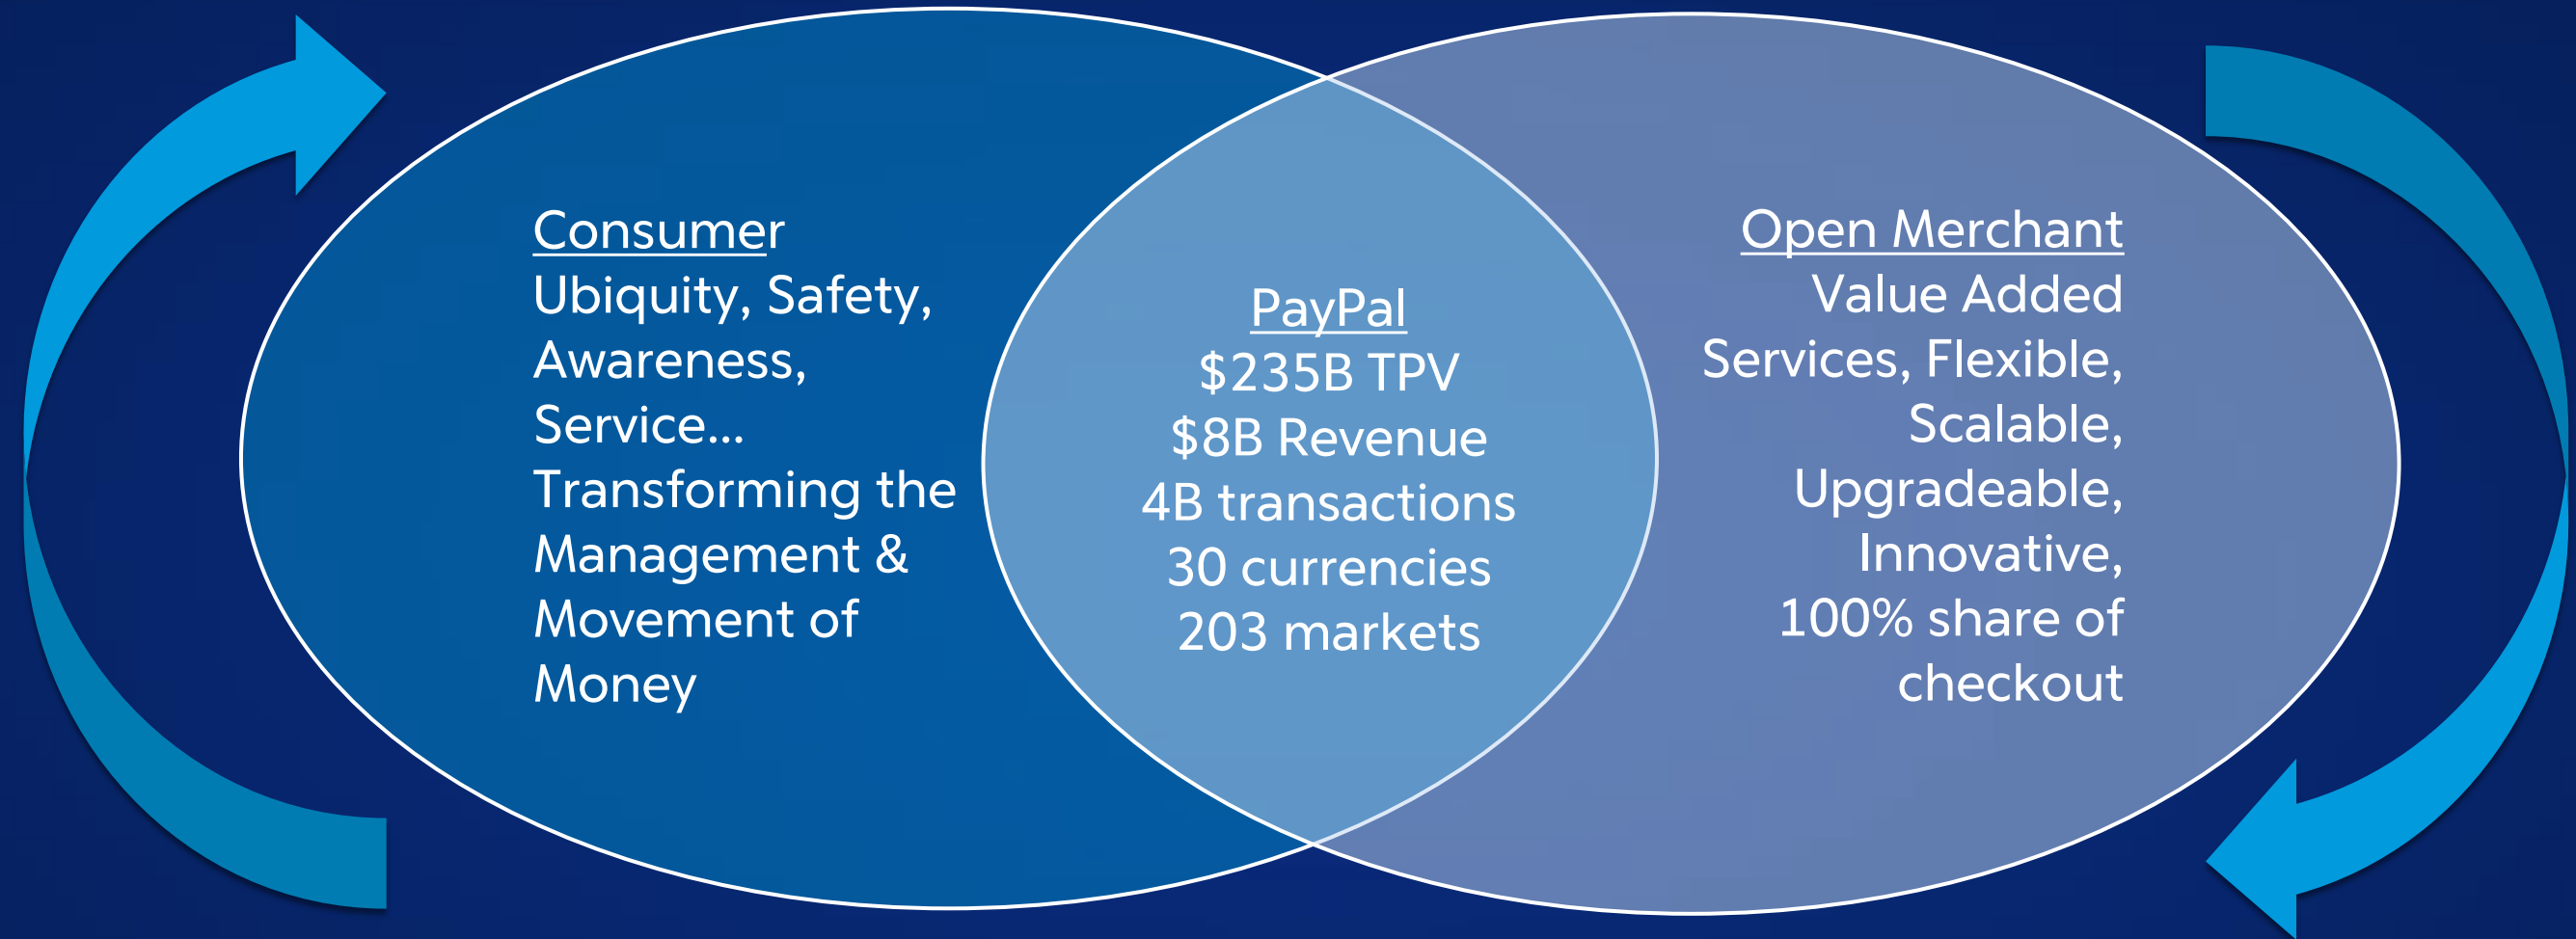 Consumer
Ubiquity, Safety,
Awareness,
Service...
Transforming the
Management &
Movement of
Money
PayPal
$235B TPV
$8B Revenue
4B transactions
30 currencies
203 markets
Open Merchant
Value Added
Services, Flexible,
Scalable,
Upgradeable,
Innovative,
100% share of
checkout